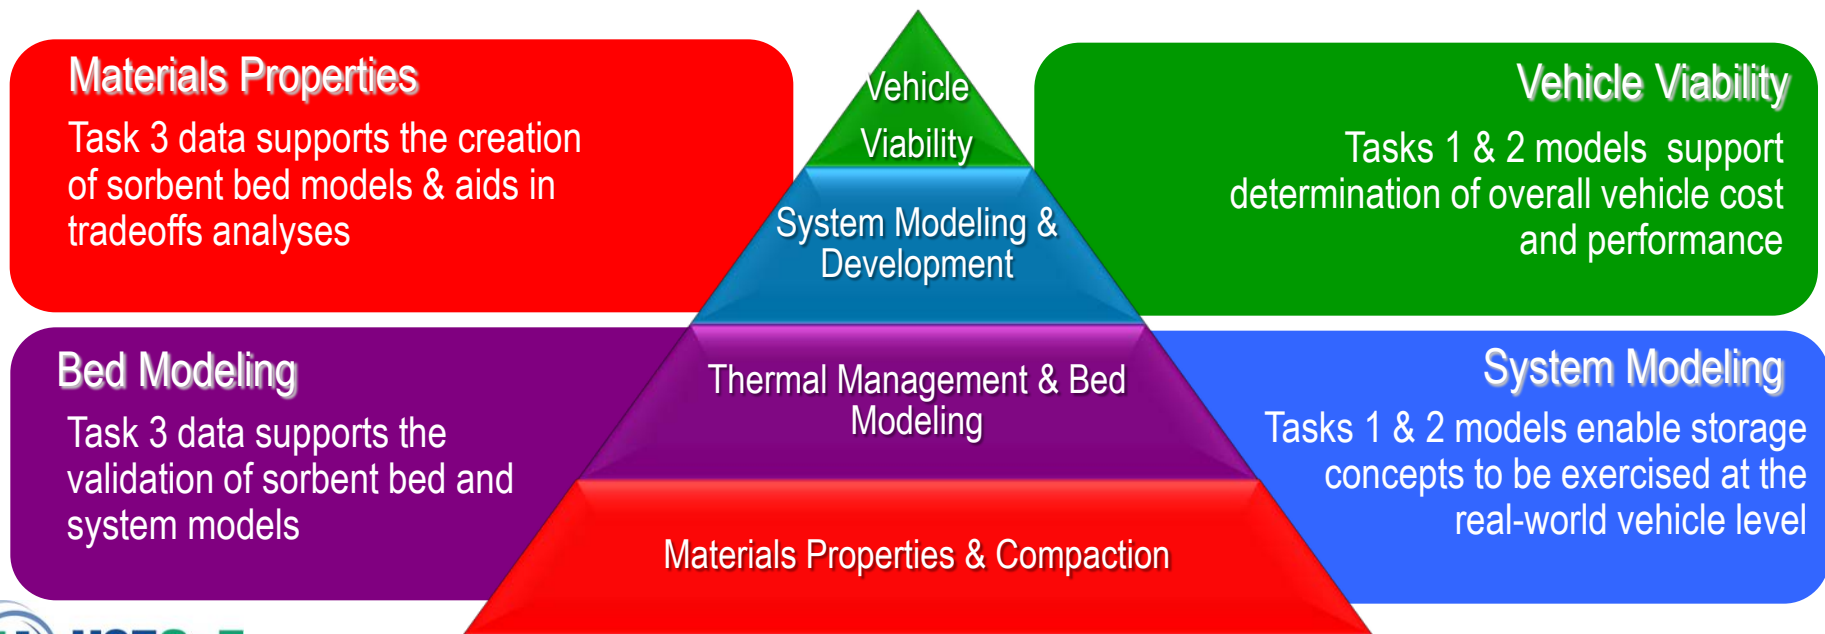 Materials Properties
Task 3 data supports the creation
of sorbent bed models & aids in
tradeoffs analyses
Vehicle
Viability
System Modeling &
Development
Thermal Management & Bed
Modeling
Materials Properties & Compaction
Vehicle Viability
Tasks 1 & 2 models support
determination of overall vehicle cost
and performance
Bed Modeling
Task 3 data supports the
validation of sorbent bed and
system models
System Modeling
Tasks 1 & 2 models enable storage
concepts to be exercised at the
real-world vehicle level